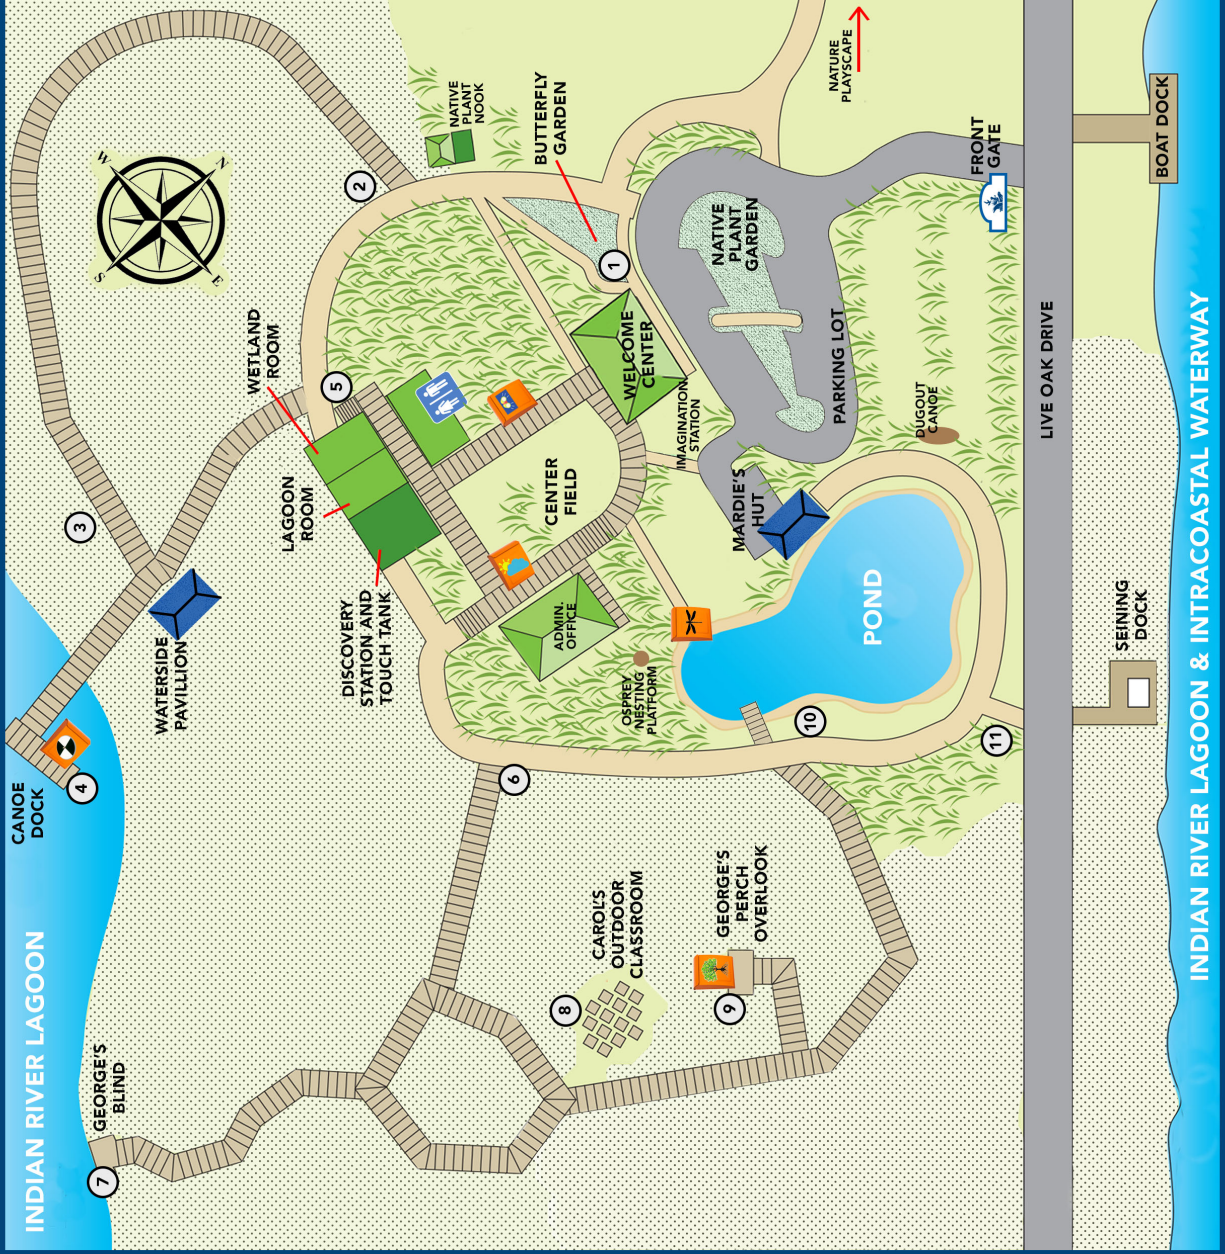 INDIAN RIVER LAGOON
GEORGE'S
BLIND
7
CANOE
DOCK
4
WATERSIDE
PAVILLION
3
W
N
S
E
2
NATIVE
PLANT
NOOK
BUTTERFLY
GARDEN
1
WETLAND
ROOM
5
LAGOON
ROOM
DISCOVERY
STATION AND
TOUCH TANK
WELCOME
CENTER
IMAGINATION
STATION
CENTER
FIELD
ADMIN.
OFFICE
6
OSPREY
NESTING
PLATFORM
CAROL'S
OUTDOOR
CLASSROOM
8
GEORGE'S
PERCH
OVERLOOK
9
NATIVE
PLANT
GARDEN
PARKING LOT
MARDIE'S
HUT
POND
10
11
DUGOUT
CANOE
NATURE
PLAYSCAPE
FRONT
GATE
LIVE OAK DRIVE
BOAT DOCK
SEINING
DOCK
INDIAN RIVER LAGOON & INTRACOASTAL WATERWAY